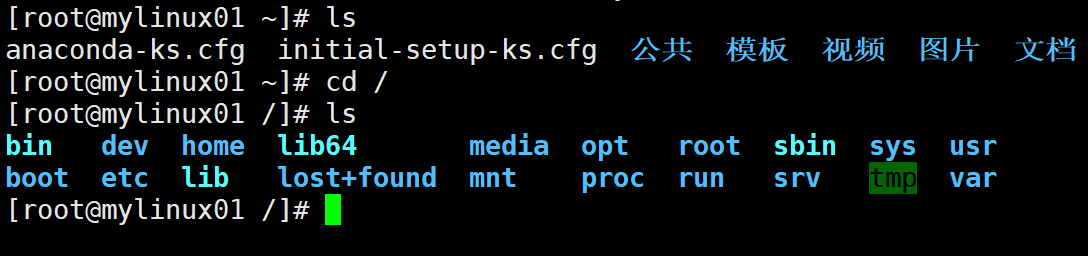 [root@mylinux01 ~]# ls
anaconda-ks.cfg  initial-setup-ks.cfg  公共  模板  视频  图片  文档
[root@mylinux01 ~]# cd /
[root@mylinux01 /]# ls
bin   dev  home  lib64       media  opt   root  sbin  sys  usr
boot  etc  lib   lost+found  mnt    proc  run   srv   tmp  var
[root@mylinux01 /]#